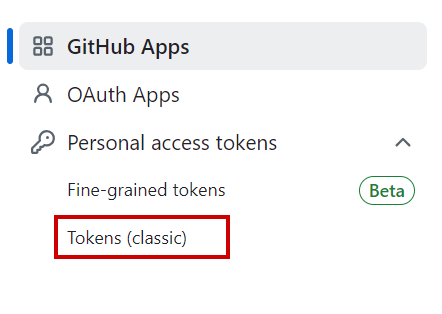 GitHub Apps
OAuth Apps
Personal access tokens
Fine-grained tokens Beta
Tokens (classic)